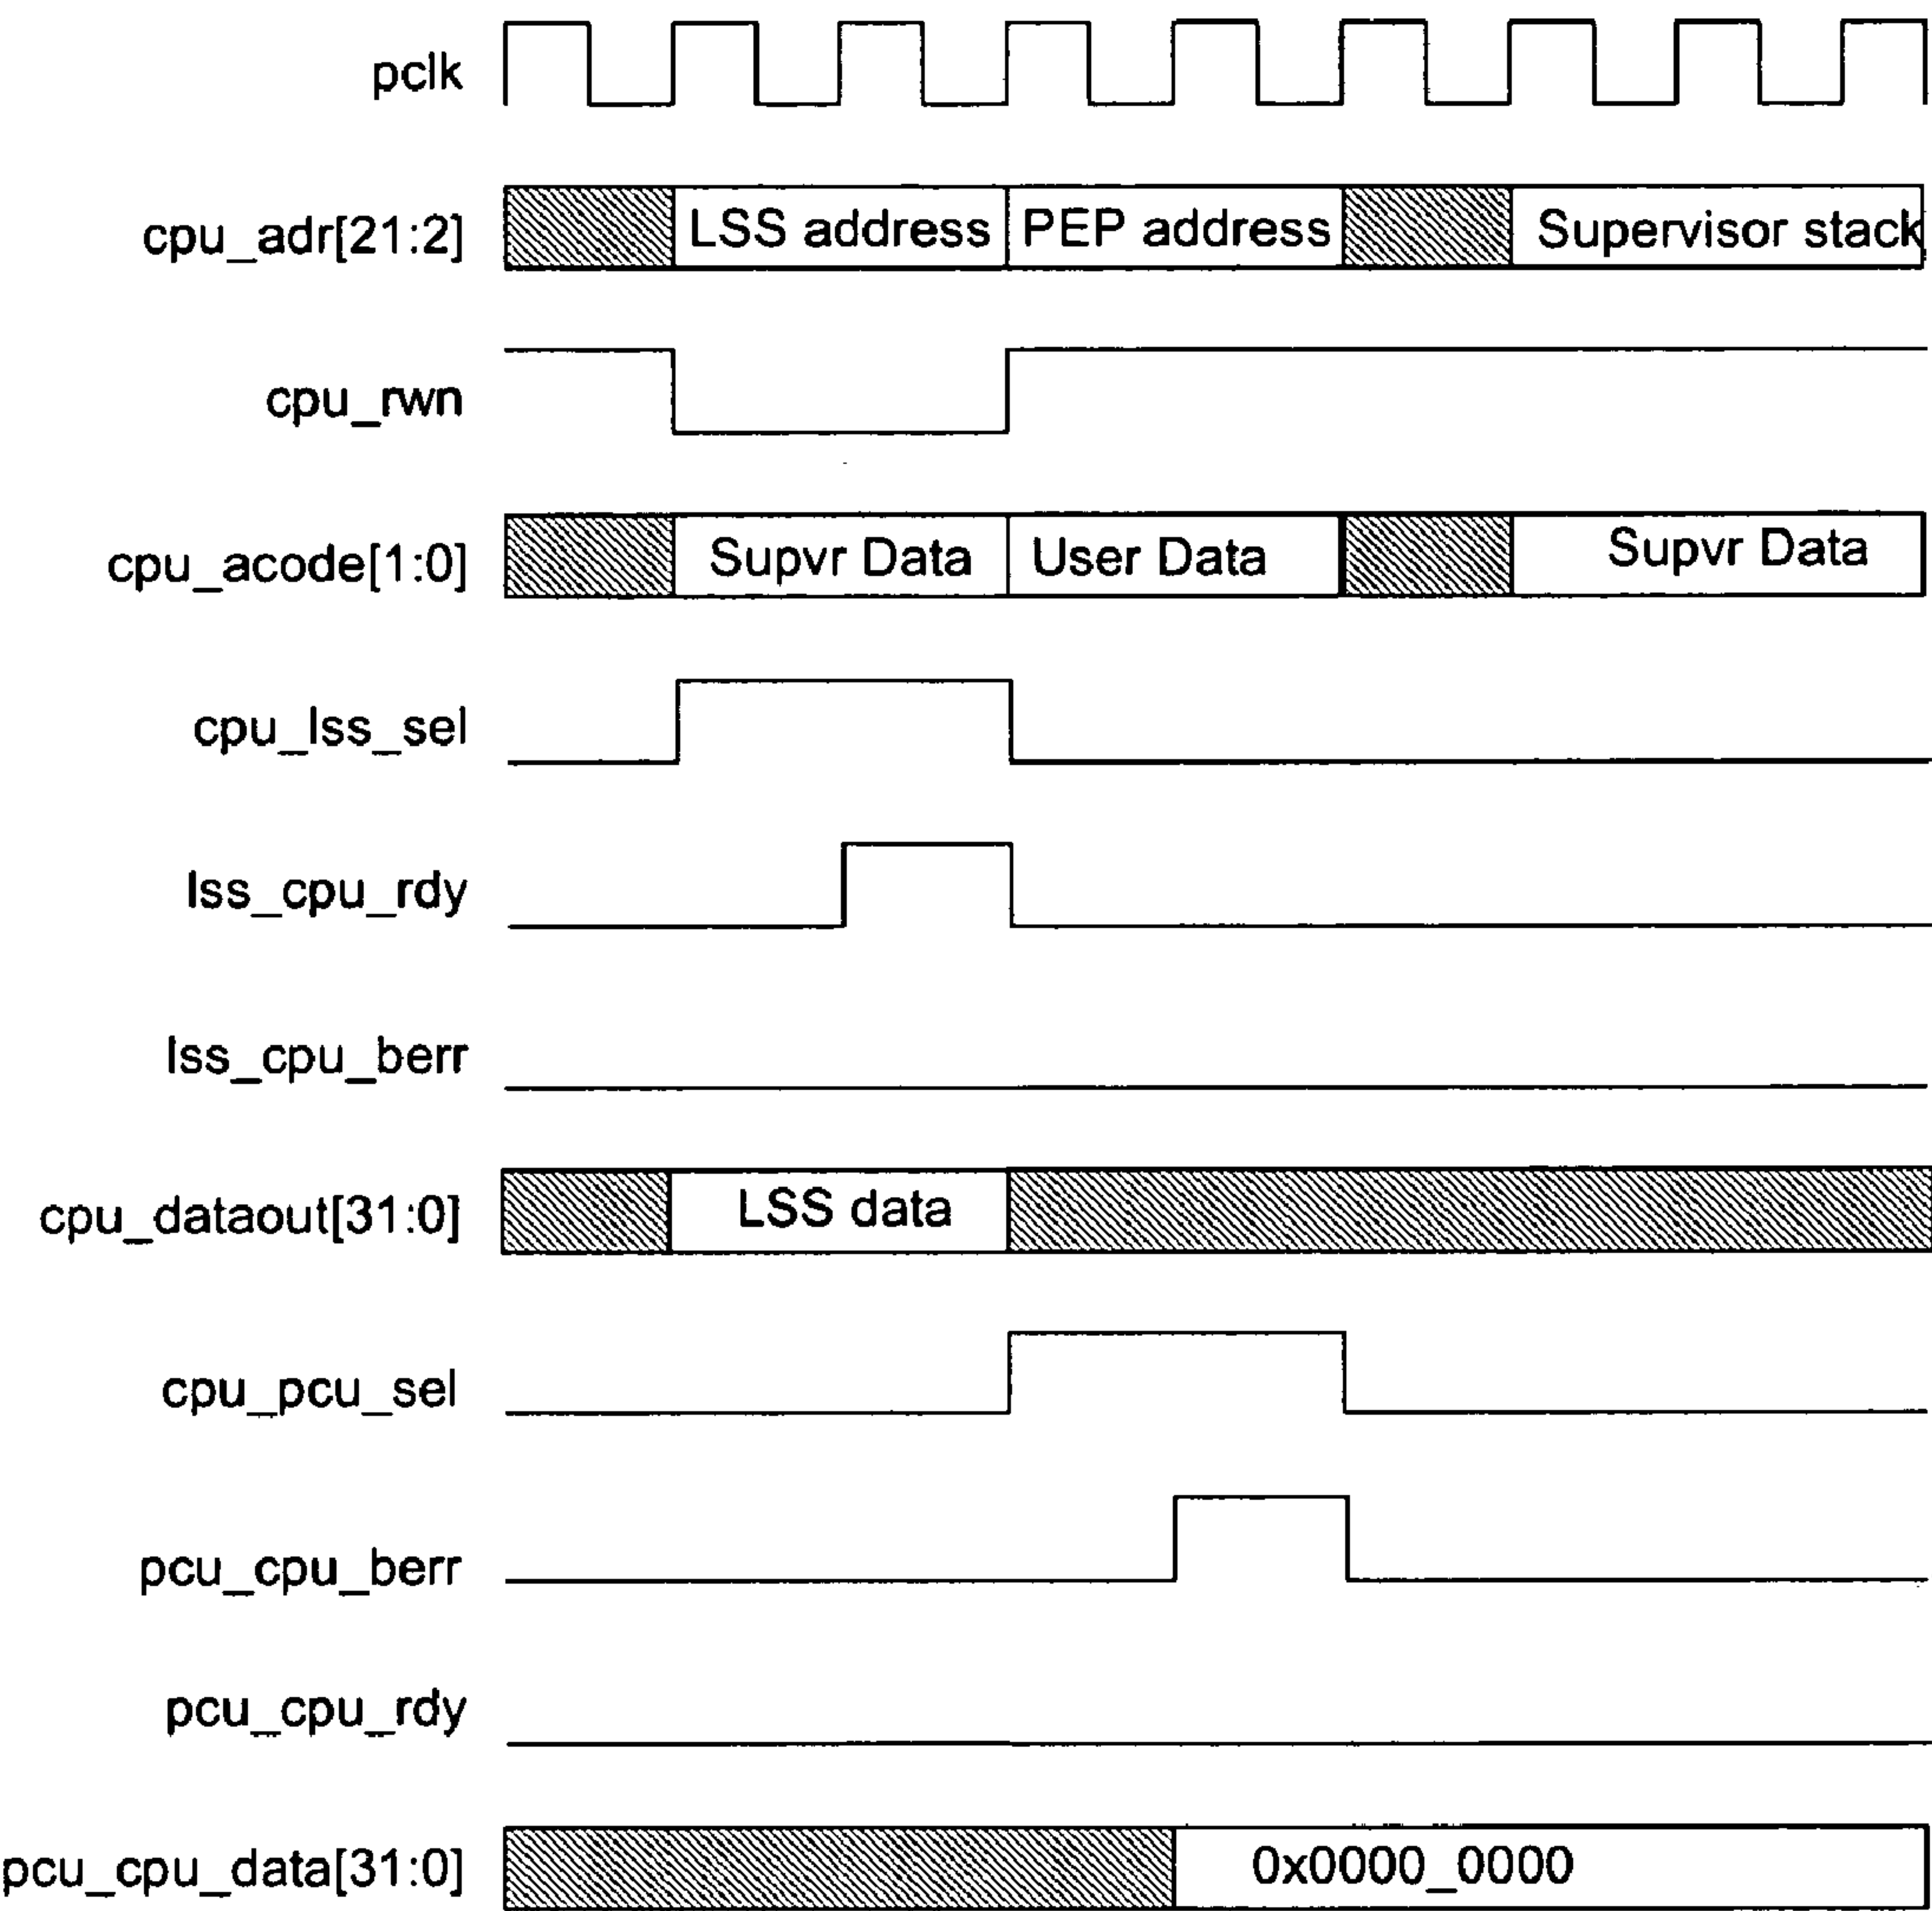 pclk
cpu_adr[21:2] LSS address PEP address Supervisor stack
cpu_rwn
cpu_acode[1:0] Supvr Data User Data Supvr Data
cpu_lss_sel
lss_cpu_rdy
lss_cpu_berr
cpu_dataout[31:0] LSS data
cpu_pcu_sel
pcu_cpu_berr
pcu_cpu_rdy
pcu_cpu_data[31:0] 0x0000_0000